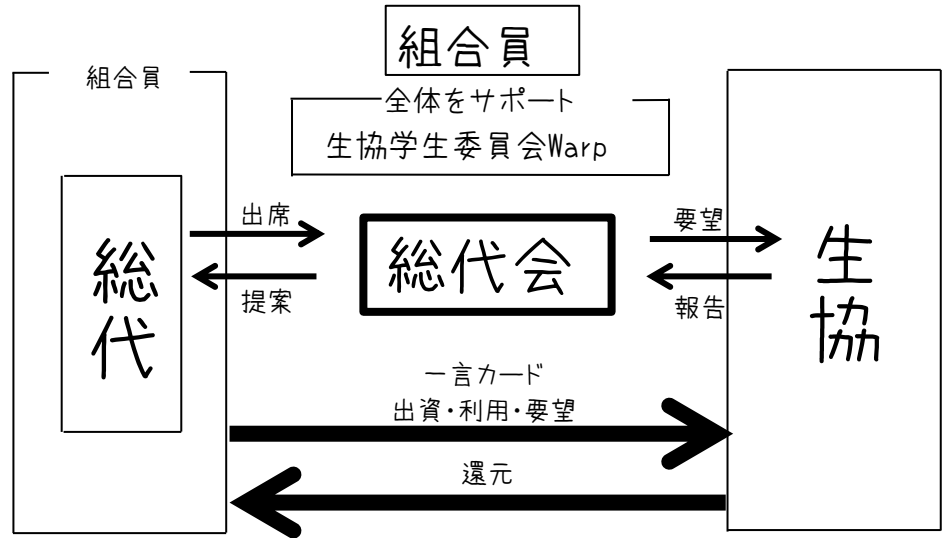 組合員
組合員
全体をサポート
生協学生委員会Warp
総代
出席
提案
総代会
要望
報告
生協
一言カード
出資・利用・要望
還元